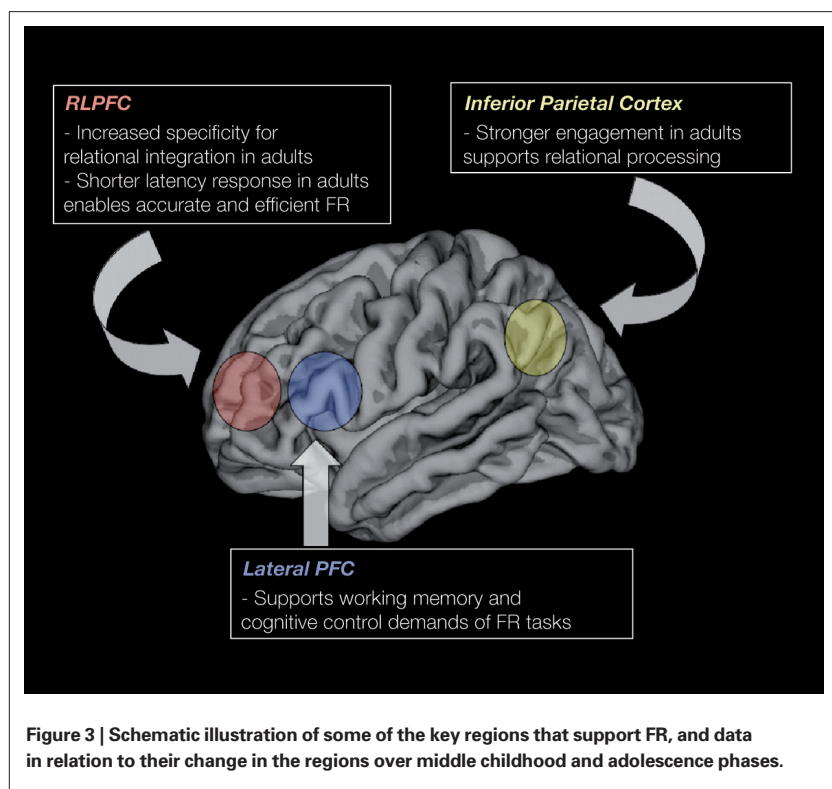 RLPFC
- Increased specificity for
relational integration in adults
- Shorter latency response in adults
enables accurate and efficient FR
Inferior Parietal Cortex
- Stronger engagement in adults
supports relational processing
Lateral PFC
- Supports working memory and
cognitive control demands of FR tasks
Figure 3 | Schematic illustration of some of the key regions that support FR, and data
in relation to their change in the regions over middle childhood and adolescence phases.